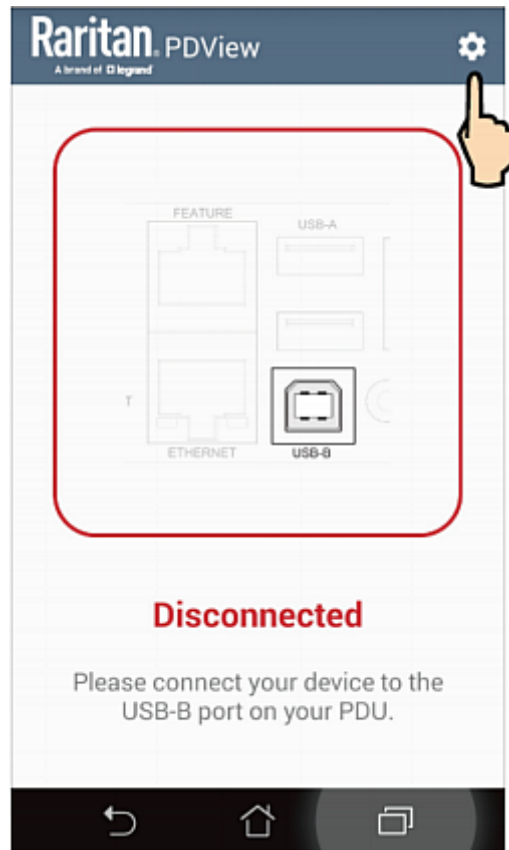 Raritan. PDView
A brand of legrand
FEATURE
USB-A
T
ETHERNET
USB-B
Disconnected
Please connect your device to the
USB-B port on your PDU.